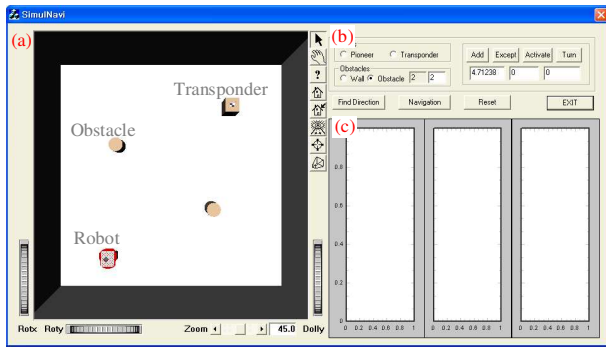 SimulNavi
(a)
Transponder
Obstacle
Robot
Rotx Roty
Zoom 45.0 Dolly
?
(b)
Pioneer Transponder
Obstacles
Wall Obstacle 2 2
Add Except Activate Turn
4.71238 0 0
Find Direction Navigation Reset EXIT
(c)
0.8
0.6
0.4
0.2
0
0 0.2 0.4 0.6 0.8 1 0 0.2 0.4 0.6 0.8 1 0 0.2 0.4 0.6 0.8 1